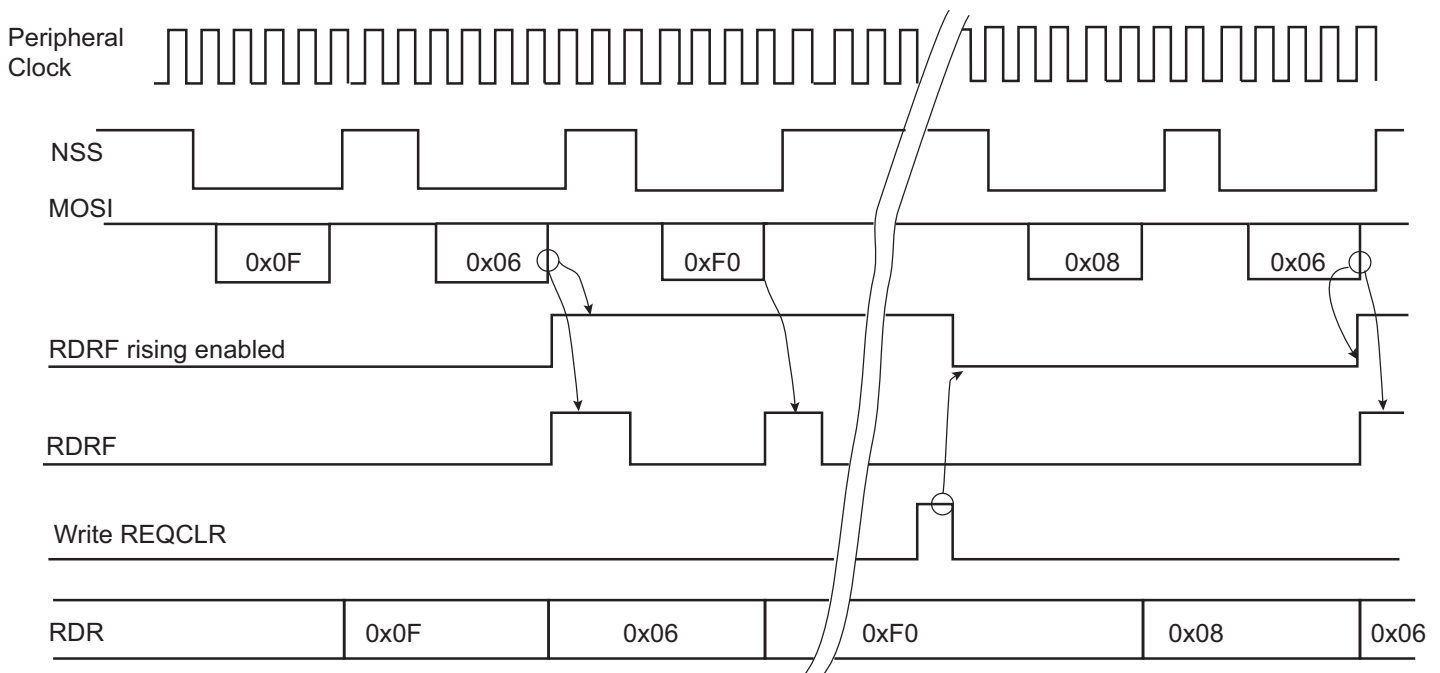 Peripheral
Clock
NSS
MOSI
0x0F 0x06 0xF0 0x08 0x06
RDRF rising enabled
RDRF
Write REQCLR
RDR 0x0F 0x06 0xF0 0x08 0x06